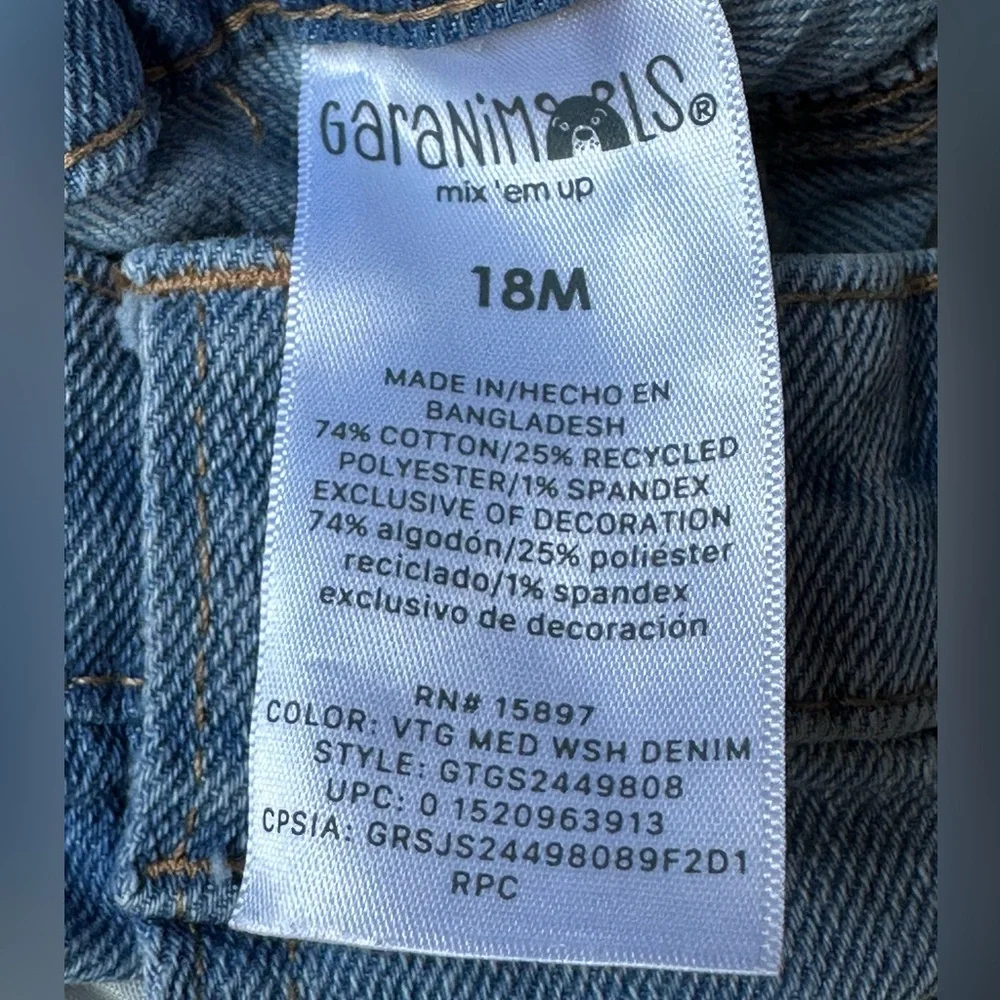 GaraNiMALS®
mix 'em up
18M
MADE IN/HECHO EN
BANGLADESH
74% COTTON/25% RECYCLED
POLYESTER/1% SPANDEX
EXCLUSIVE OF DECORATION
74% algodón/25% poliéster
reciclado/1% spandex
exclusivo de decoración
RN# 15897
COLOR: VTG MED WSH DENIM
STYLE: GTGS2449808
UPC: 0 1520963913
CPSIA: GRSJS24498089F2D1
RPC